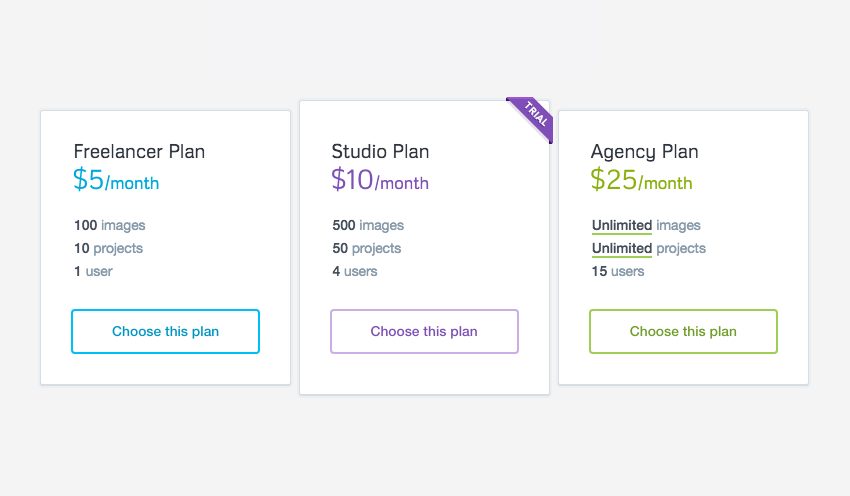 Freelancer Plan
$5/month
100 images
10 projects
1 user
Choose this plan
TRIAL
Studio Plan
$10/month
500 images
50 projects
4 users
Choose this plan
Agency Plan
$25/month
Unlimited images
Unlimited projects
15 users
Choose this plan